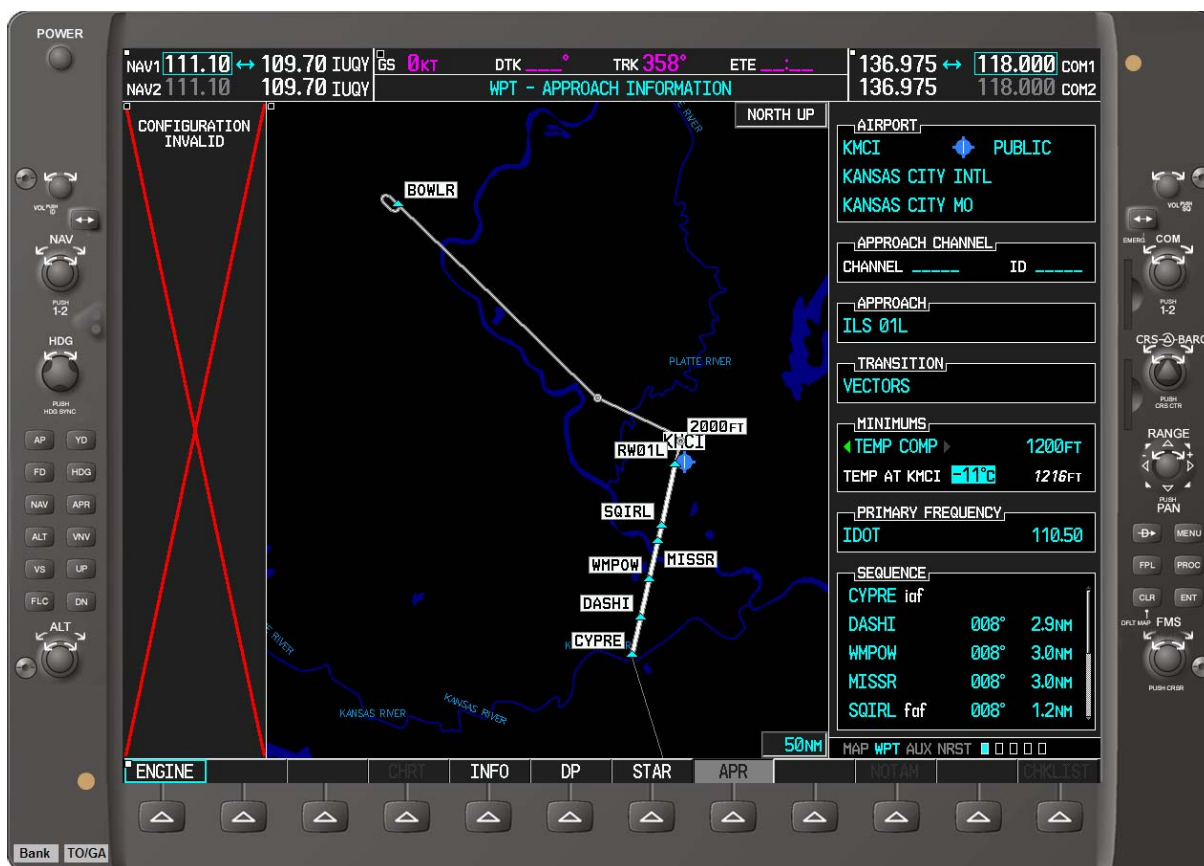 POWER
NAV1 111.10 ↔ 109.70 IUQY
NAV2 111.10 109.70 IUQY
GS 0KT DTK ___° TRK 358° ETE __:__
WPT - APPROACH INFORMATION
136.975 ↔ 118.000 COM1
136.975 118.000 COM2
CONFIGURATION
INVALID
NORTH UP
BOWLR
PLATTE RIVER
2000FT
KMCI
RW01L
SQIRL
MISSR
WMPOW
DASHI
CYPRE
KANSAS RIVER
KANSAS RIVER
50NM
AIRPORT
KMCI PUBLIC
KANSAS CITY INTL
KANSAS CITY MO
APPROACH CHANNEL
CHANNEL _____ ID _____
APPROACH
ILS 01L
TRANSITION
VECTORS
MINIMUMS
TEMP COMP 1200FT
TEMP AT KMCI -11°C 1216FT
PRIMARY FREQUENCY
IDOT 110.50
SEQUENCE
CYPRE iaf
DASHI 008° 2.9NM
WMPOW 008° 3.0NM
MISSR 008° 3.0NM
SQIRL faf 008° 1.2NM
MAP WPT AUX NRST
ENGINE CHRT INFO DP STAR APR NOTAM CHKLIST
VOL PUSH ID
NAV
PUSH
1-2
HDG
PUSH
HDG SYNC
AP YD
FD HDG
NAV APR
ALT VNV
VS UP
FLC DN
ALT
Bank TO/GA
VOL PUSH SQ
EMERG COM
PUSH
1-2
CRS BARO
PUSH
CRS CTR
RANGE
PUSH
PAN
D MENU
FPL PROC
CLR ENT
DFLT MAP FMS
PUSH CRSR